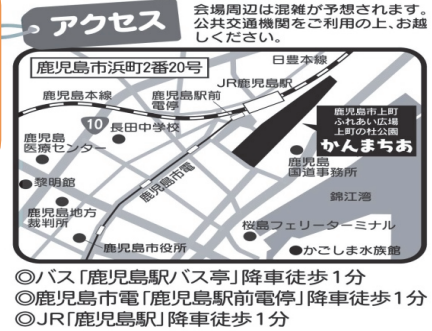 アクセス
会場周辺は混雑が予想されます。
公共交通機関をご利用の上、お越
しください。
鹿児島市浜町2番20号
日豊本線
JR鹿児島駅
鹿児島本線
鹿児島駅前
電停
10
長田中学校
鹿児島
医療センター
鹿児島市上町
ふれあい広場
上町の杜公園
かんまちあ
鹿児島
国道事務所
黎明館
鹿児島市電
錦江湾
鹿児島地方
裁判所
桜島フェリーターミナル
鹿児島市役所
かごしま水族館
◎バス「鹿児島駅バス亭」降車徒歩1分
◎鹿児島市電「鹿児島駅前電停」降車徒歩1分
◎JR「鹿児島駅」降車徒歩1分